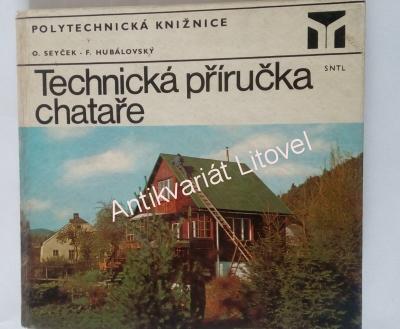 POLYTECHNICKÁ KNIŽNICE
O. SEYČEK - F. HUBÁLOVSKÝ
SNTL
Technická příručka
chataře
Antikvariát Litovel